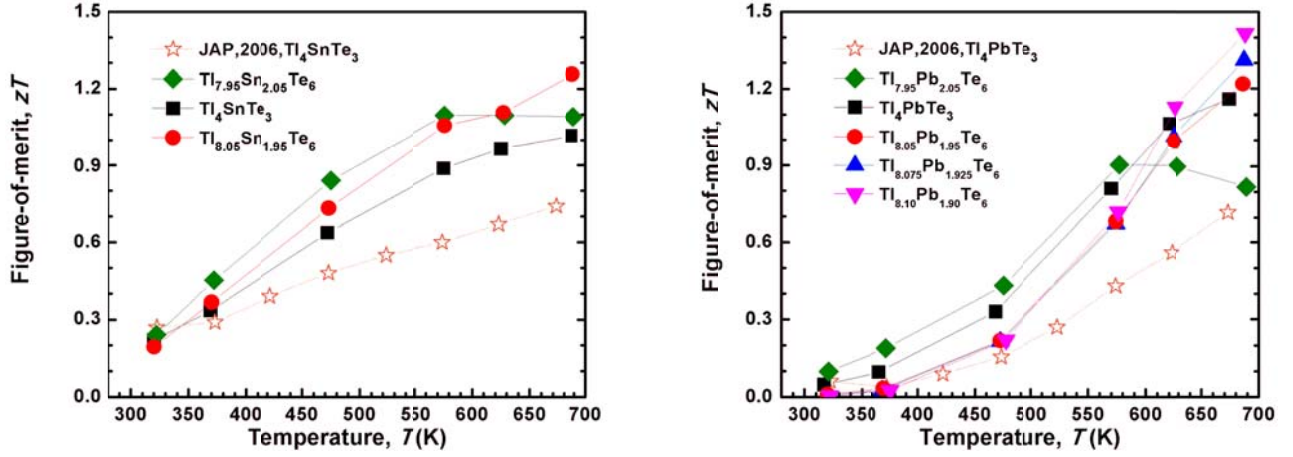 Figure-of-merit, zT
1.5
1.2
0.9
0.6
0.3
0.0
JAP,2006,Tl₄SnTe₃
Tl₇.₉₅Sn₂.₀₅Te₆
Tl₄SnTe₃
Tl₈.₀₅Sn₁.₉₅Te₆
300 350 400 450 500 550 600 650 700
Temperature, T (K)
Figure-of-merit, zT
1.5
1.2
0.9
0.6
0.3
0.0
JAP,2006,Tl₄PbTe₃
Tl₇.₉₅Pb₂.₀₅Te₆
Tl₄PbTe₃
Tl₈.₀₅Pb₁.₉₅Te₆
Tl₈.₀₇₅Pb₁.₉₂₅Te₆
Tl₈.₁₀Pb₁.₉₀Te₆
300 350 400 450 500 550 600 650 700
Temperature, T (K)